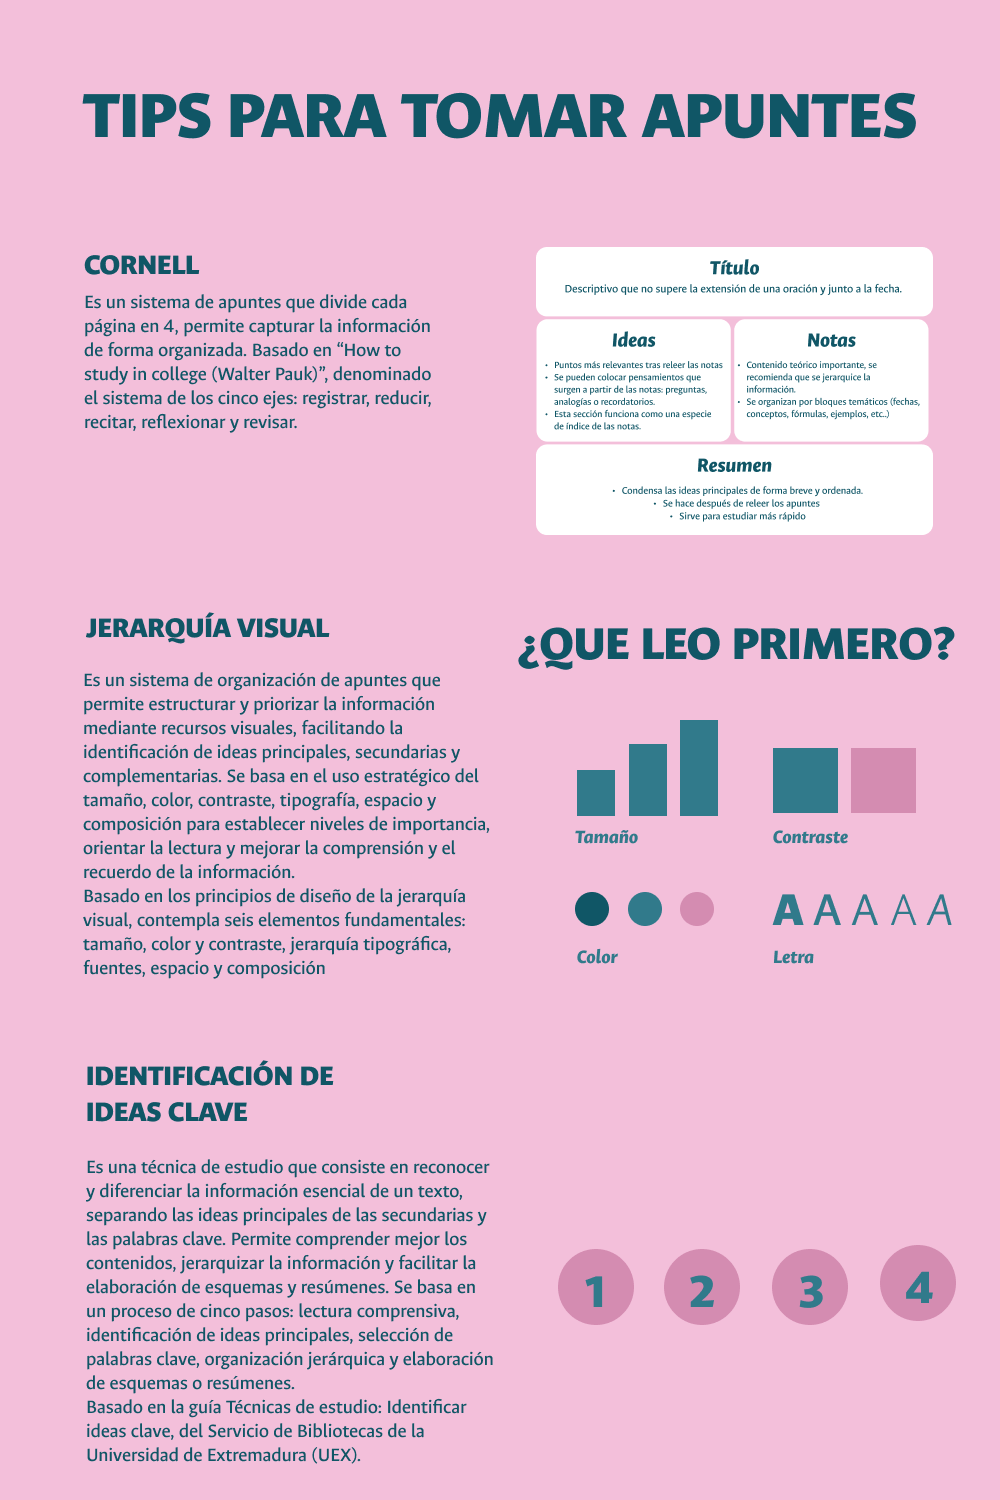 TIPS PARA TOMAR APUNTES
CORNELL
Es un sistema de apuntes que divide cada
página en 4, permite capturar la información
de forma organizada. Basado en “How to
study in college (Walter Pauk)”, denominado
el sistema de los cinco ejes: registrar, reducir,
recitar, reflexionar y revisar.
Título
Descriptivo que no supere la extensión de una oración y junto a la fecha.
Ideas
• Puntos más relevantes tras releer las notas
• Se pueden colocar pensamientos que
surgen a partir de las notas: preguntas,
analogías o recordatorios.
• Esta sección funciona como una especie
de índice de las notas.
Notas
• Contenido teórico importante, se
recomienda que se jerarquice la
información.
• Se organizan por bloques temáticos (fechas,
conceptos, fórmulas, ejemplos, etc..)
Resumen
• Condensa las ideas principales de forma breve y ordenada.
• Se hace después de releer los apuntes
• Sirve para estudiar más rápido
JERARQUÍA VISUAL
Es un sistema de organización de apuntes que
permite estructurar y priorizar la información
mediante recursos visuales, facilitando la
identificación de ideas principales, secundarias y
complementarias. Se basa en el uso estratégico del
tamaño, color, contraste, tipografía, espacio y
composición para establecer niveles de importancia,
orientar la lectura y mejorar la comprensión y el
recuerdo de la información.
Basado en los principios de diseño de la jerarquía
visual, contempla seis elementos fundamentales:
tamaño, color y contraste, jerarquía tipográfica,
fuentes, espacio y composición
¿QUE LEO PRIMERO?
Tamaño
Contraste
Color
A A A A A
Letra
IDENTIFICACIÓN DE
IDEAS CLAVE
Es una técnica de estudio que consiste en reconocer
y diferenciar la información esencial de un texto,
separando las ideas principales de las secundarias y
las palabras clave. Permite comprender mejor los
contenidos, jerarquizar la información y facilitar la
elaboración de esquemas y resúmenes. Se basa en
un proceso de cinco pasos: lectura comprensiva,
identificación de ideas principales, selección de
palabras clave, organización jerárquica y elaboración
de esquemas o resúmenes.
Basado en la guía Técnicas de estudio: Identificar
ideas clave, del Servicio de Bibliotecas de la
Universidad de Extremadura (UEX).
1 2 3 4